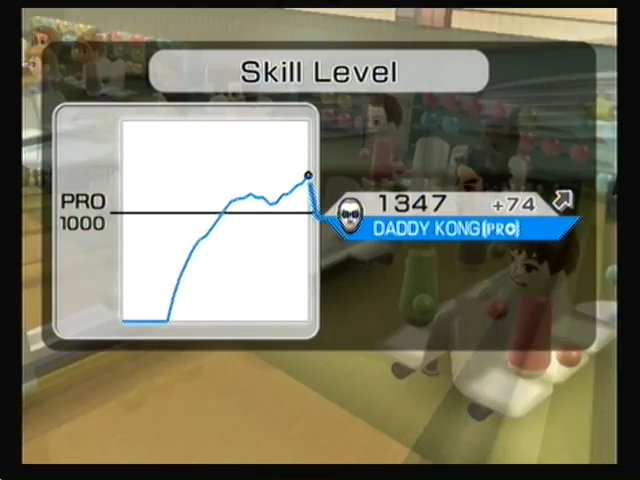 Skill Level
PRO
1000
1347 +74
DADDY KONG(PRO)